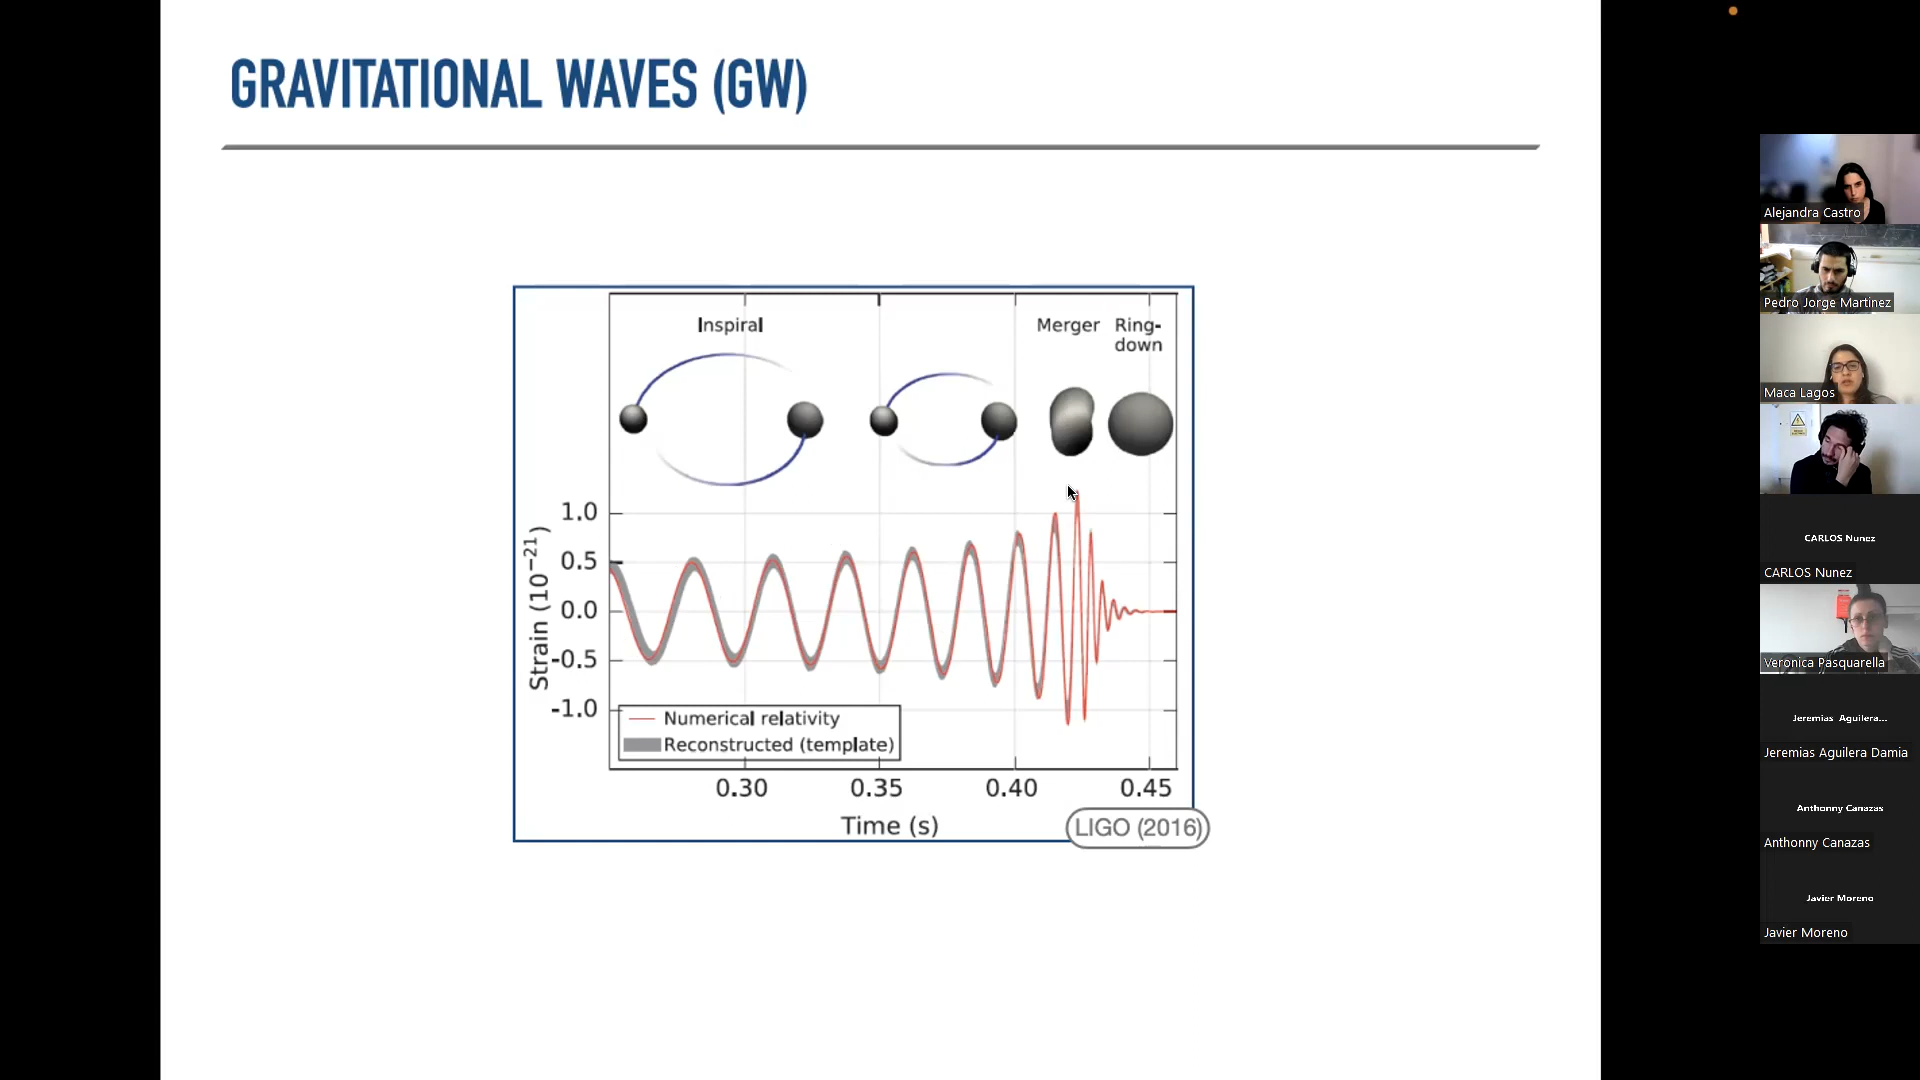 GRAVITATIONAL WAVES (GW)
Inspiral
Merger
Ring-
down
Strain (10⁻²¹)
1.0
0.5
0.0
-0.5
-1.0
Numerical relativity
Reconstructed (template)
0.30
0.35
0.40
0.45
Time (s)
LIGO (2016)
Alejandra Castro
Pedro Jorge Martinez
Maca Lagos
CARLOS Nunez
CARLOS Nunez
Veronica Pasquarella
Jeremias Aguilera...
Jeremias Aguilera Damia
Anthonny Canazas
Anthonny Canazas
Javier Moreno
Javier Moreno